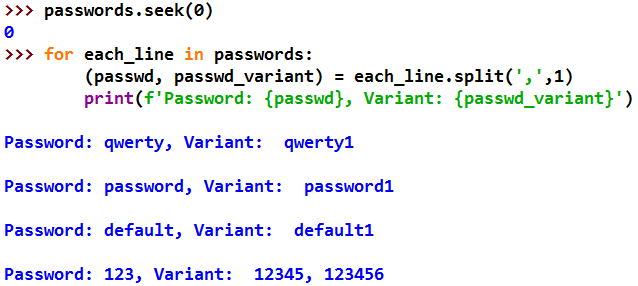 >>> passwords.seek(0)
0
>>> for each_line in passwords:
        (passwd, passwd_variant) = each_line.split(',',1)
        print(f'Password: {passwd}, Variant: {passwd_variant}')

Password: qwerty, Variant:  qwerty1

Password: password, Variant:  password1

Password: default, Variant:  default1

Password: 123, Variant:  12345, 123456